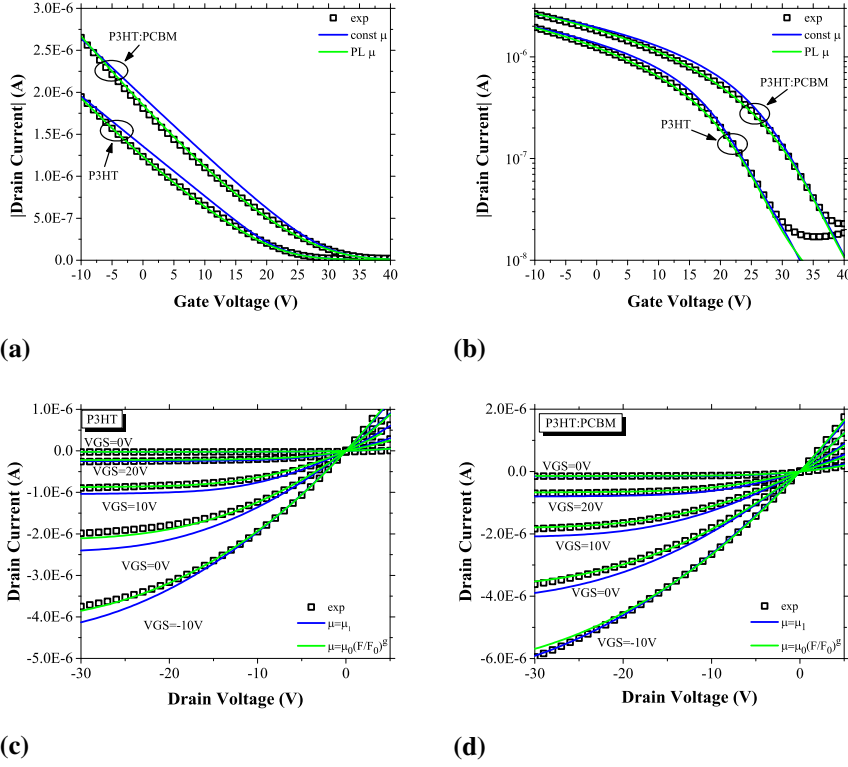 3.0E-6
2.5E-6
2.0E-6
1.5E-6
1.0E-6
5.0E-7
0.0
|Drain Current| (A)
P3HT:PCBM
P3HT
exp
const μ
PL μ
-10 -5 0 5 10 15 20 25 30 35 40
Gate Voltage (V)
(a)
10-6
10-7
10-8
|Drain Current| (A)
exp
const μ
PL μ
P3HT:PCBM
P3HT
-10 -5 0 5 10 15 20 25 30 35 40
Gate Voltage (V)
(b)
1.0E-6
0.0
-1.0E-6
-2.0E-6
-3.0E-6
-4.0E-6
-5.0E-6
Drain Current (A)
P3HT
VGS=0V
VGS=20V
VGS=10V
VGS=0V
VGS=-10V
exp
μ=μ1
μ=μ0(F/F0)g
-30 -20 -10 0
Drain Voltage (V)
(c)
2.0E-6
0.0
-2.0E-6
-4.0E-6
-6.0E-6
Drain Current (A)
P3HT:PCBM
VGS=0V
VGS=20V
VGS=10V
VGS=0V
VGS=-10V
exp
μ=μ1
μ=μ0(F/F0)g
-30 -20 -10 0
Drain Voltage (V)
(d)